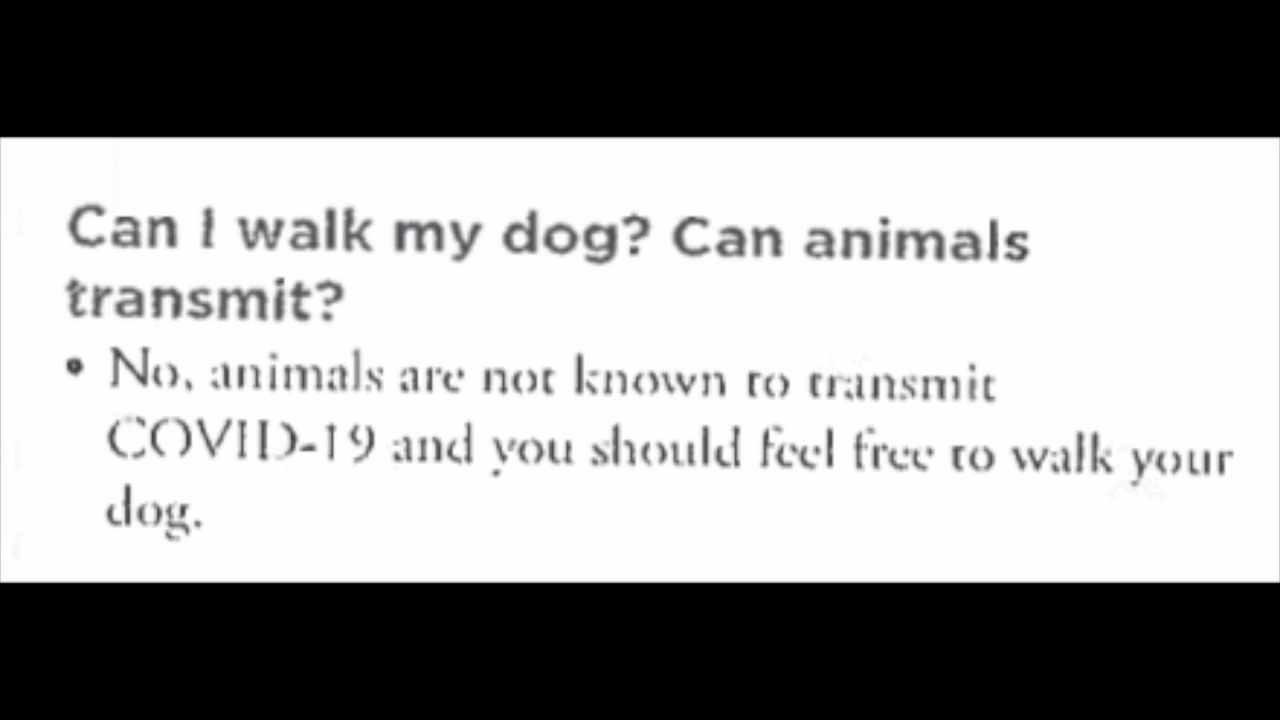 Can I walk my dog? Can animals
transmit?
• No, animals are not known to transmit
COVID-19 and you should feel free to walk your
dog.